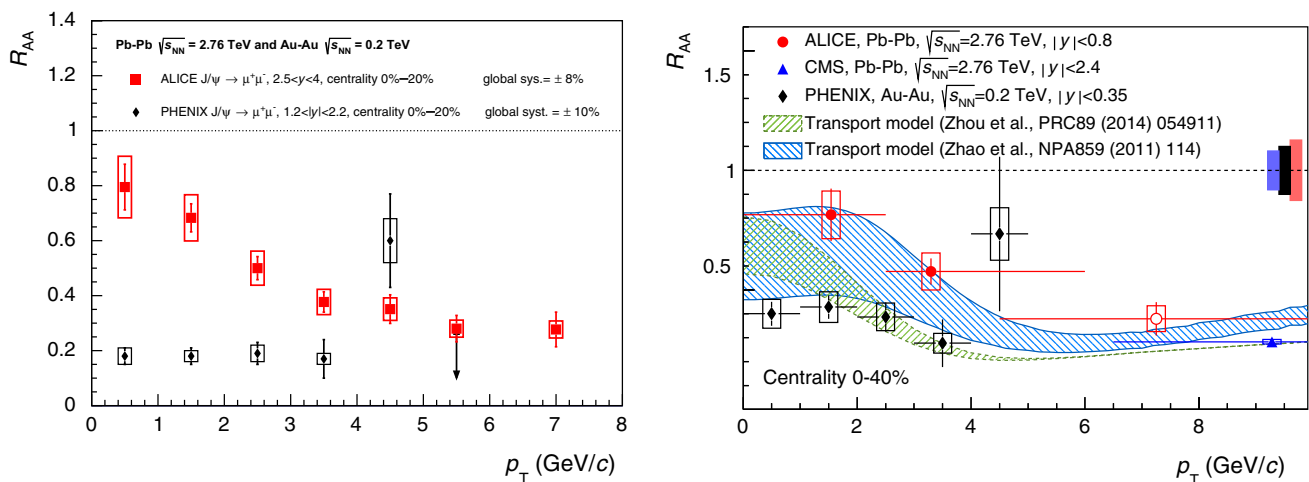 R_AA
1.4
1.2
1
0.8
0.6
0.4
0.2
0
Pb-Pb √s_NN = 2.76 TeV and Au-Au √s_NN = 0.2 TeV
ALICE J/ψ → μ⁺μ⁻, 2.5<y<4, centrality 0%–20% global sys.= ± 8%
PHENIX J/ψ → μ⁺μ⁻, 1.2<|y|<2.2, centrality 0%–20% global syst. = ± 10%
0 1 2 3 4 5 6 7 8
p_T (GeV/c)
R_AA
1.5
1
0.5
ALICE, Pb-Pb, √s_NN=2.76 TeV, |y|<0.8
CMS, Pb-Pb, √s_NN=2.76 TeV, |y|<2.4
PHENIX, Au-Au, √s_NN=0.2 TeV, |y|<0.35
Transport model (Zhou et al., PRC89 (2014) 054911)
Transport model (Zhao et al., NPA859 (2011) 114)
Centrality 0-40%
0 2 4 6 8
p_T (GeV/c)